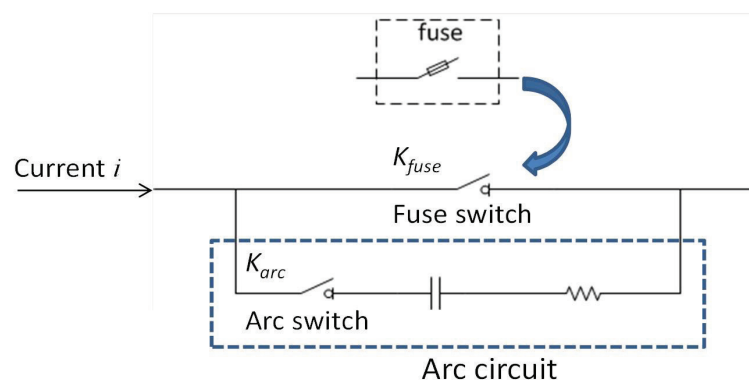 fuse
Current i
K_fuse
Fuse switch
K_arc
Arc switch
Arc circuit